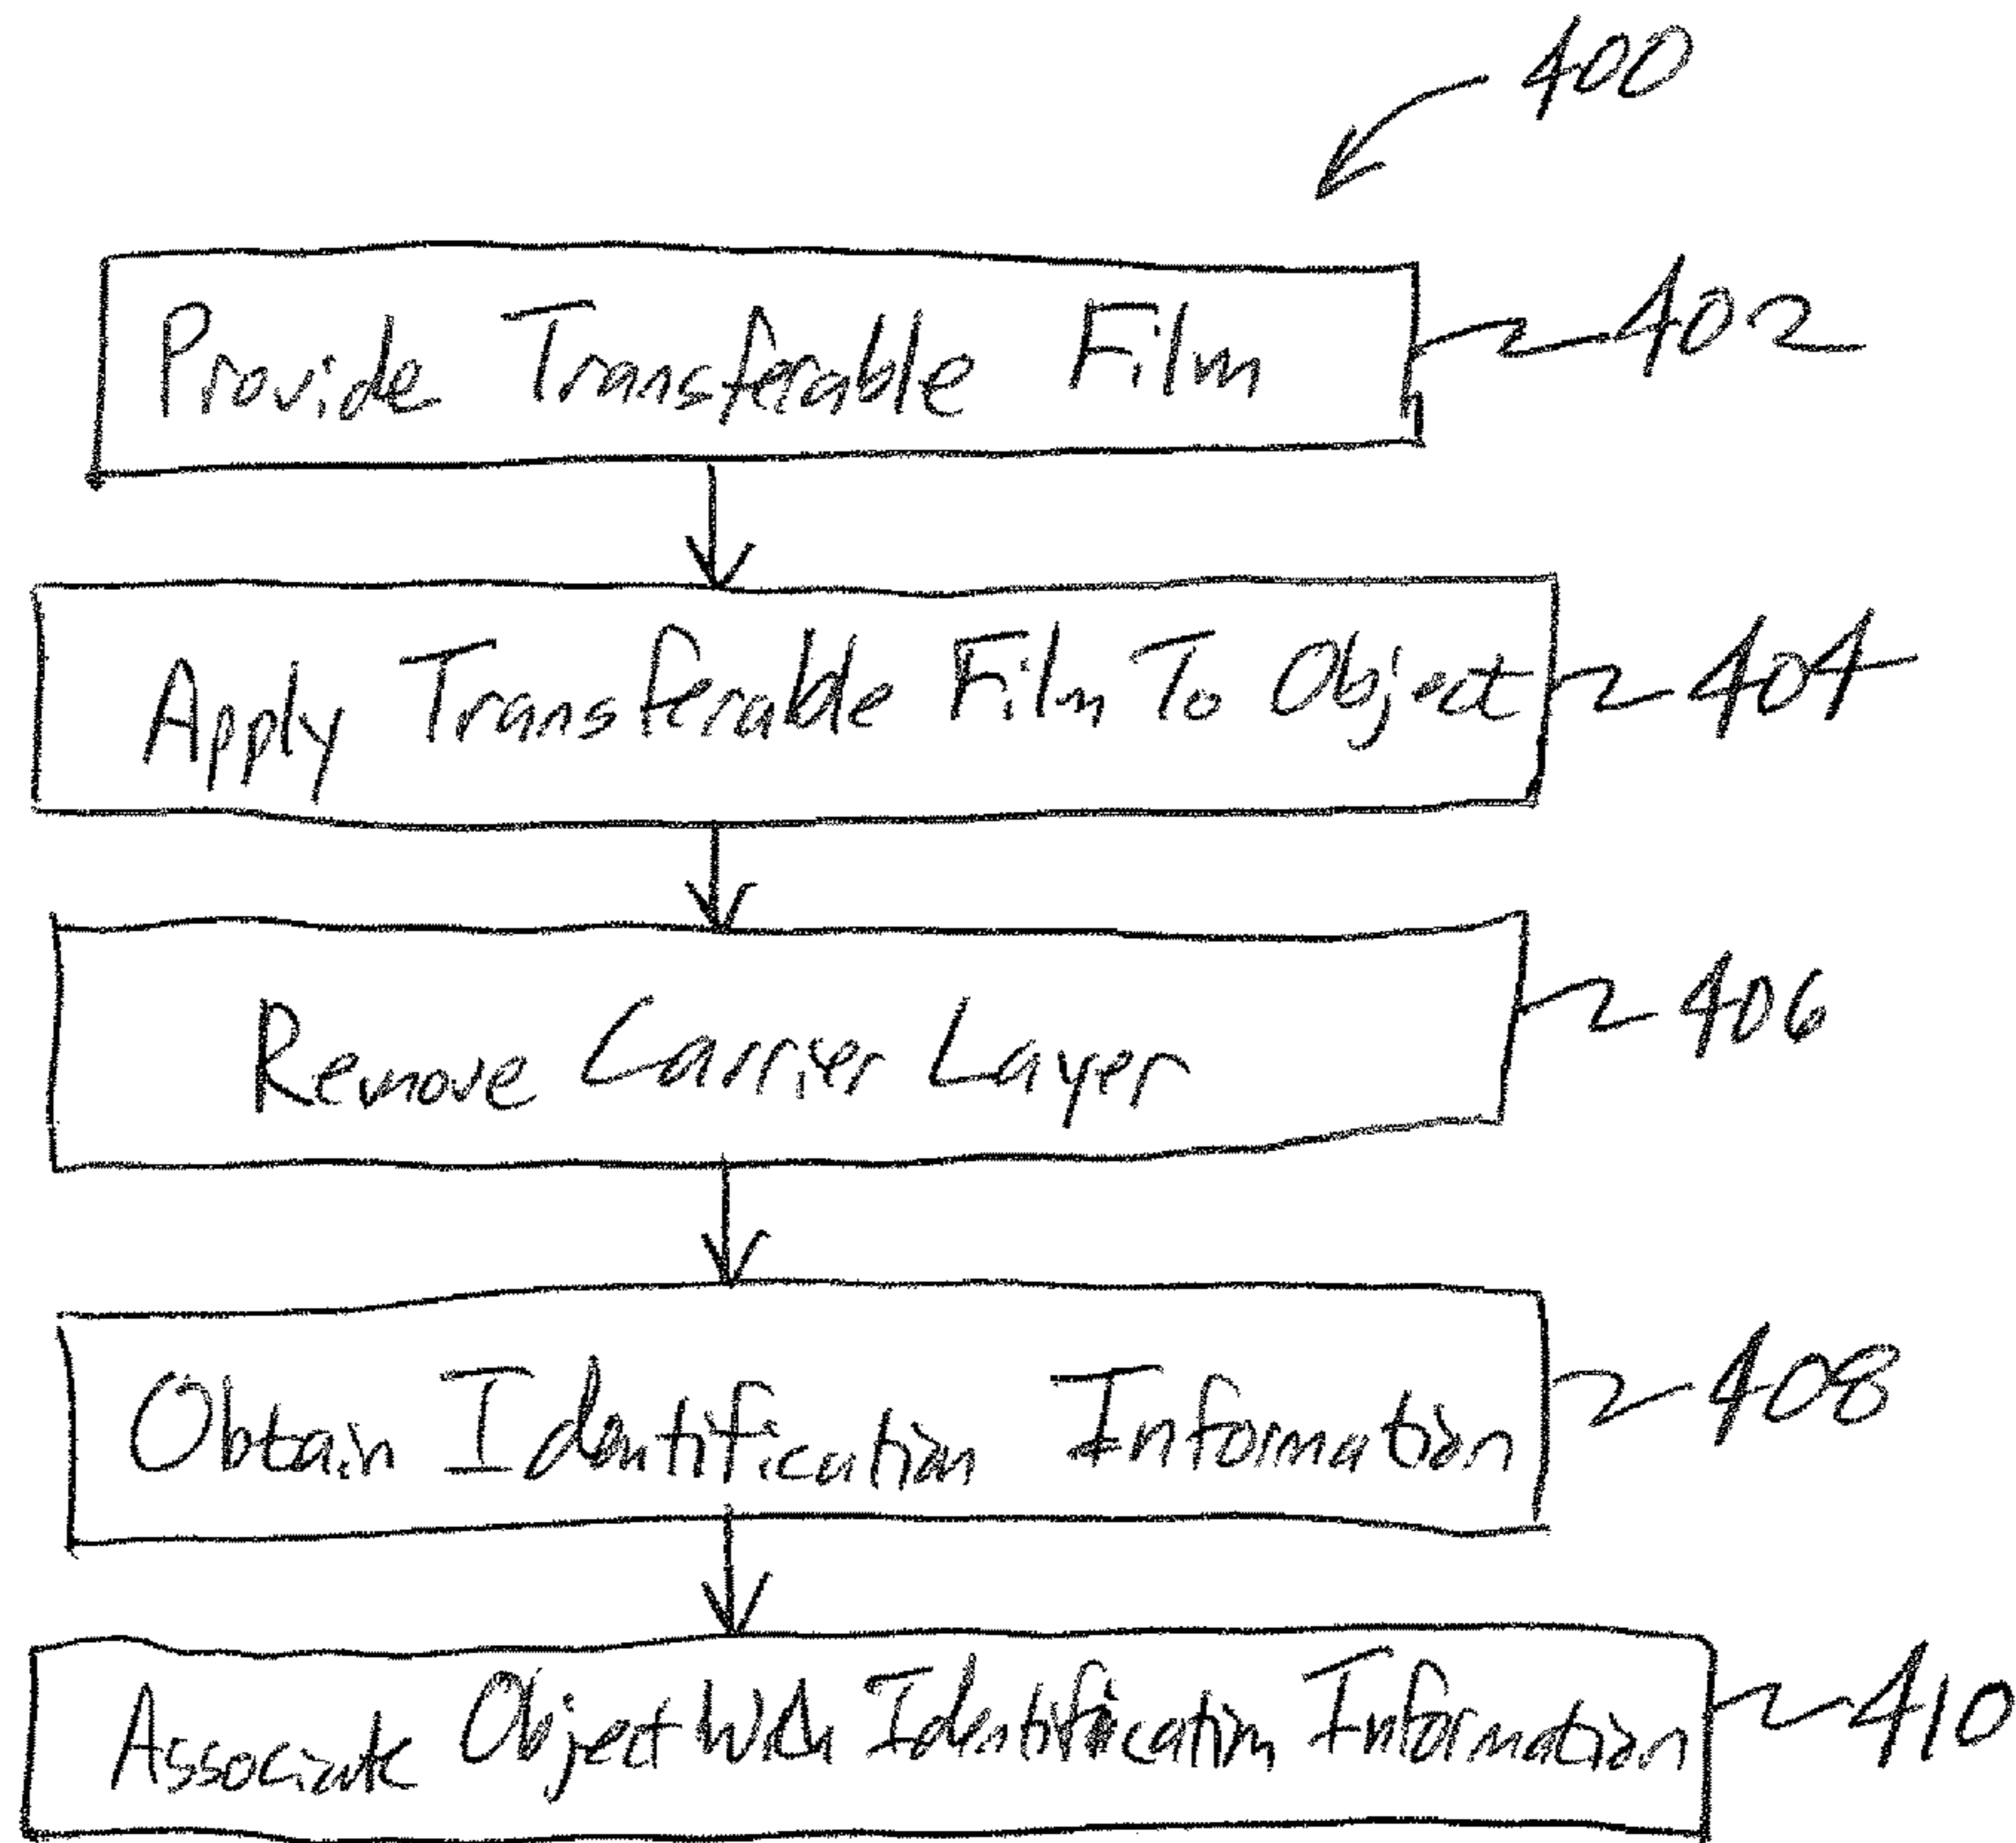 400
Provide Transferable Film 402
Apply Transferable Film To Object 404
Remove Carrier Layer 406
Obtain Identification Information 408
Associate Object With Identification Information 410